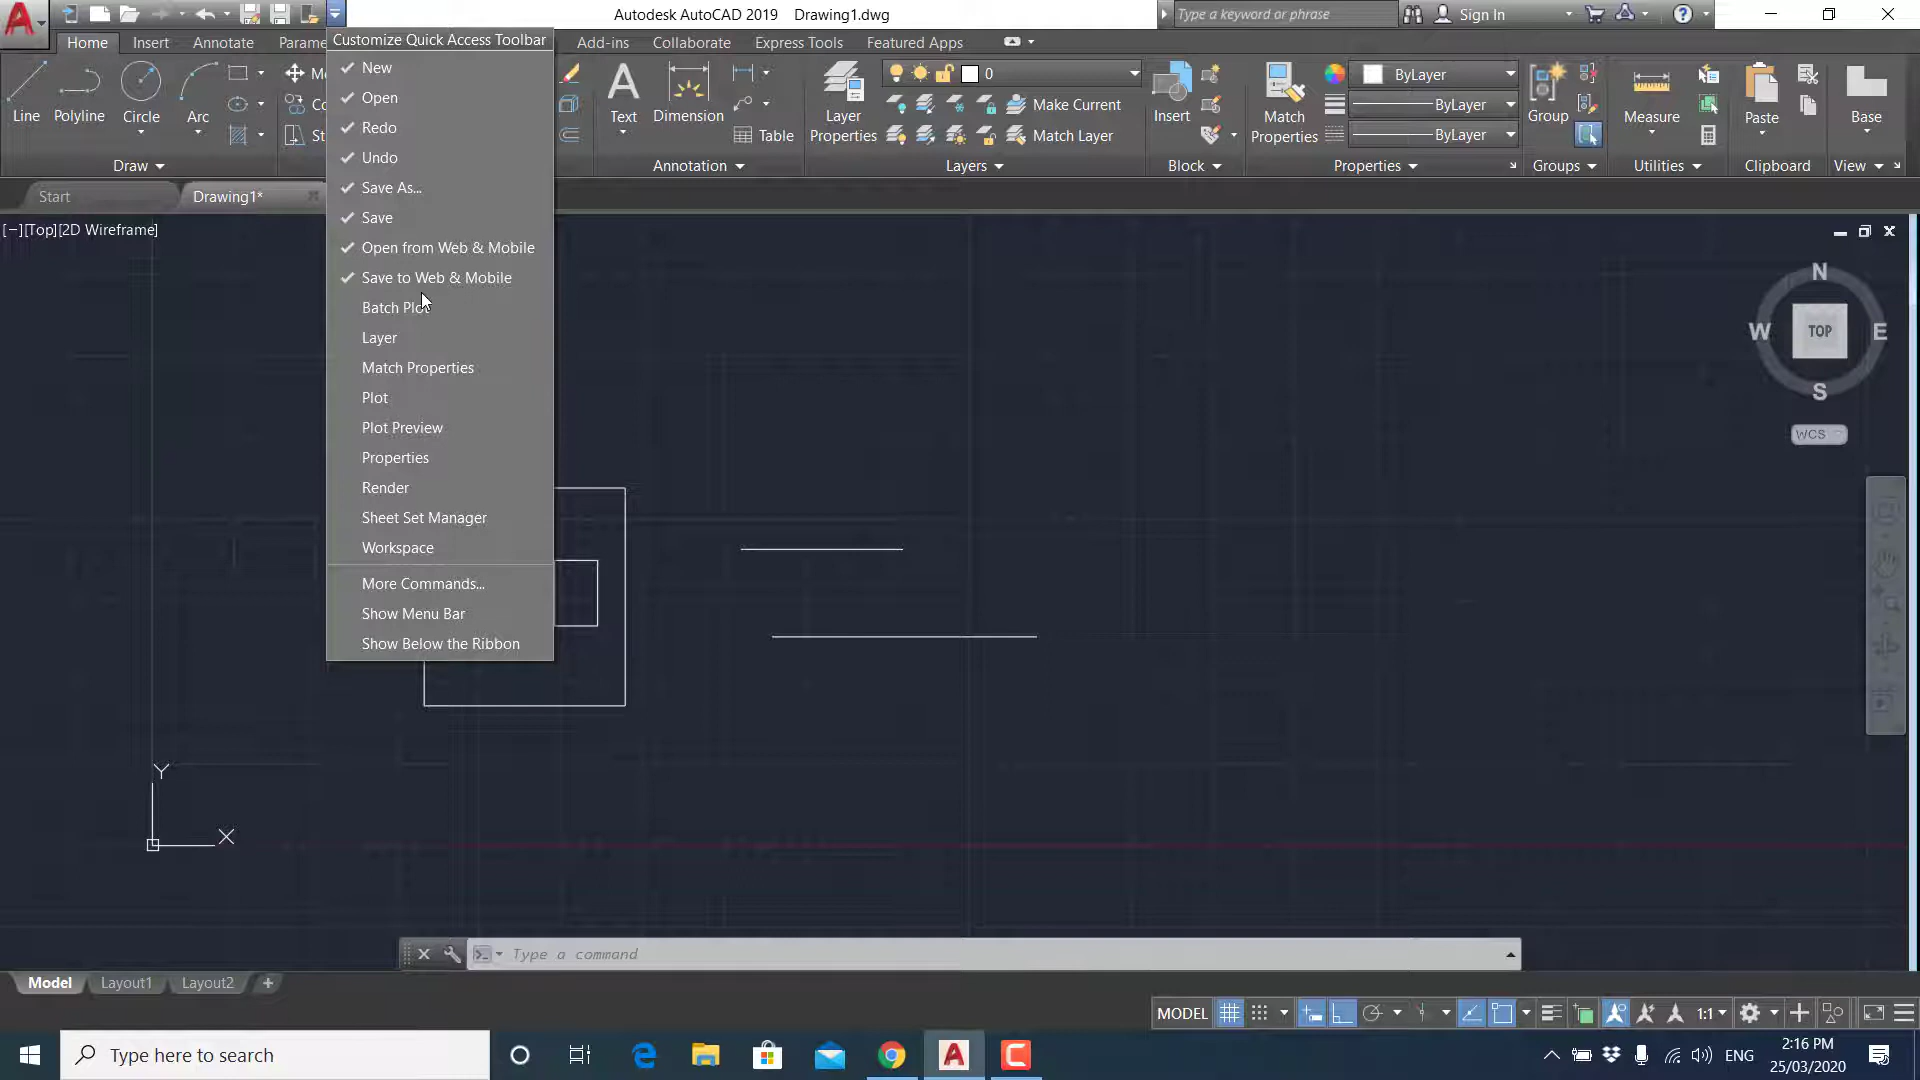 Autodesk AutoCAD 2019 Drawing1.dwg
Type a keyword or phrase
Sign In
Home Insert Annotate Parame Add-ins Collaborate Express Tools Featured Apps
Customize Quick Access Toolbar
New
Open
Redo
Undo
Save As...
Save
Open from Web & Mobile
Save to Web & Mobile
Batch Plot
Layer
Match Properties
Plot
Plot Preview
Properties
Render
Sheet Set Manager
Workspace
More Commands...
Show Menu Bar
Show Below the Ribbon
Line Polyline Circle Arc
Draw
Text Dimension
Table
Annotation
Layer Properties
0
Make Current
Match Layer
Layers
Insert
Block
Match Properties
ByLayer
ByLayer
ByLayer
Properties
Group
Groups
Measure
Utilities
Paste
Clipboard
Base
View
Start Drawing1*
[−][Top][2D Wireframe]
N
W TOP E
S
WCS
Y
X
Type a command
Model Layout1 Layout2 +
MODEL 1:1
Type here to search
ENG
2:16 PM
25/03/2020